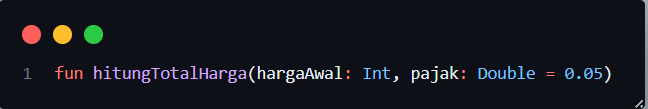 1 fun hitungTotalHarga(hargaAwal: Int, pajak: Double = 0.05)